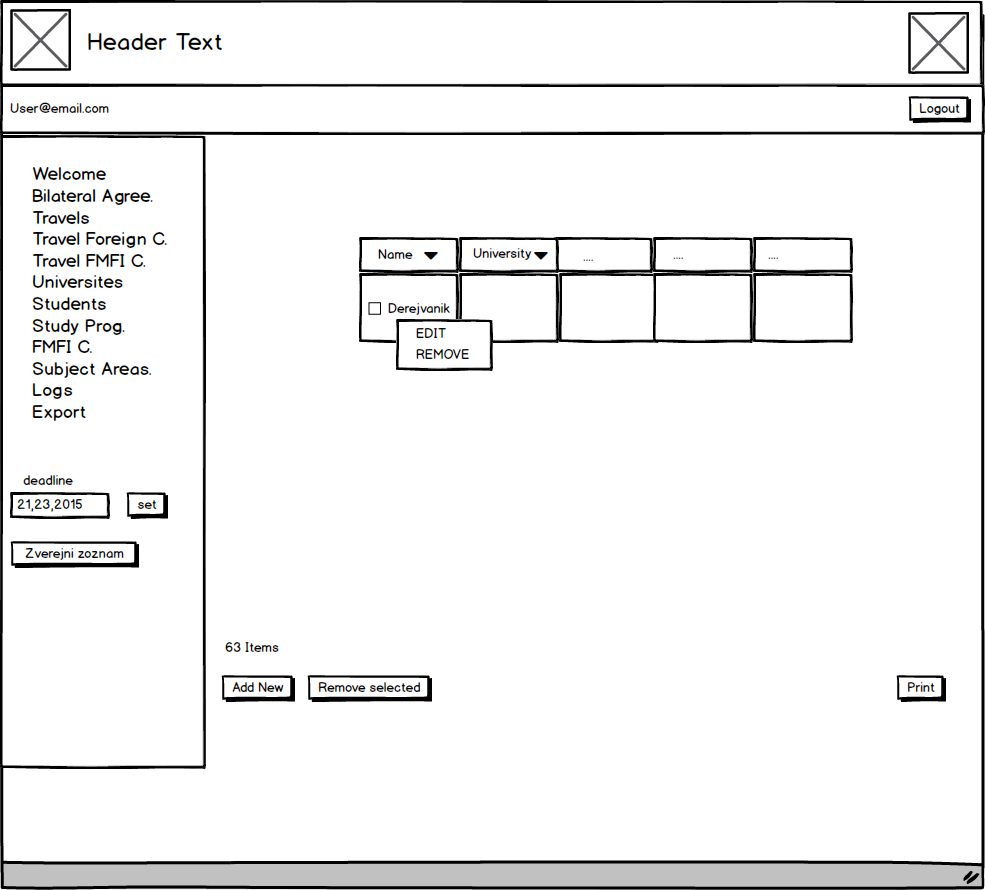 Header Text
User@email.com
Logout
Welcome
Bilateral Agree.
Travels
Travel Foreign C.
Travel FMFI C.
Universites
Students
Study Prog.
FMFI C.
Subject Areas.
Logs
Export
deadline
21,23,2015
set
Zverejni zoznam
Name
University
....
....
....
Derejvanik
EDIT
REMOVE
63 Items
Add New
Remove selected
Print